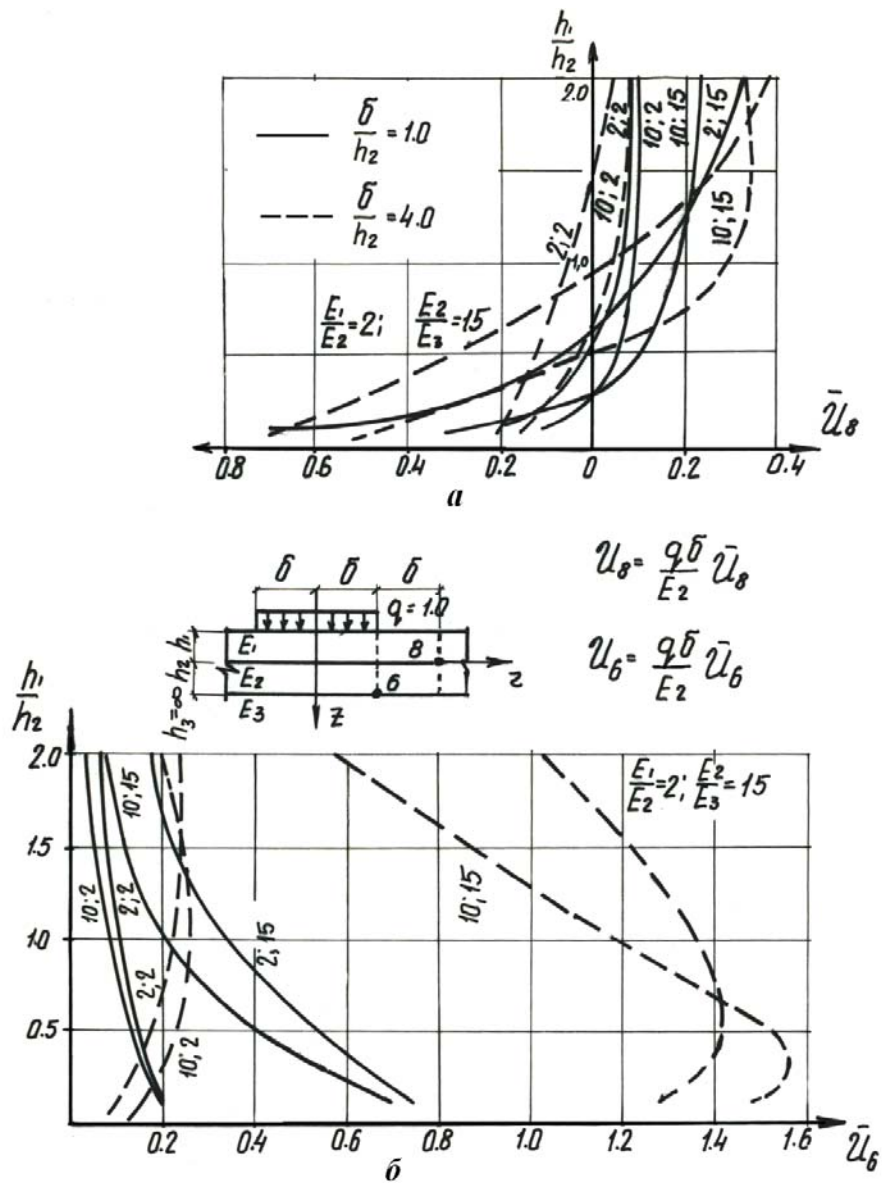 h₁/h₂
2.0
б/h₂ = 1.0
б/h₂ = 4.0
2; 2
2; 2
10; 2
10; 2
10; 15
2; 15
10; 15
1,0
E₁/E₂ = 2; E₂/E₃ = 15
Ū₈
0.8 0.6 0.4 0.2 0 0.2 0.4
а
б б б
q = 1.0
h₁
h₂
h₃ = ∞
E₁
E₂
E₃
8
6
z
Z
U₈ = qб/E₂ Ū₈
U₆ = qб/E₂ Ū₆
h₁/h₂
2.0
1.5
1.0
0.5
10; 15
10; 2
2; 2
2; 2
10; 2
2; 15
10; 15
E₁/E₂ = 2; E₂/E₃ = 15
0.2 0.4 0.6 0.8 1.0 1.2 1.4 1.6
Ū₆
б